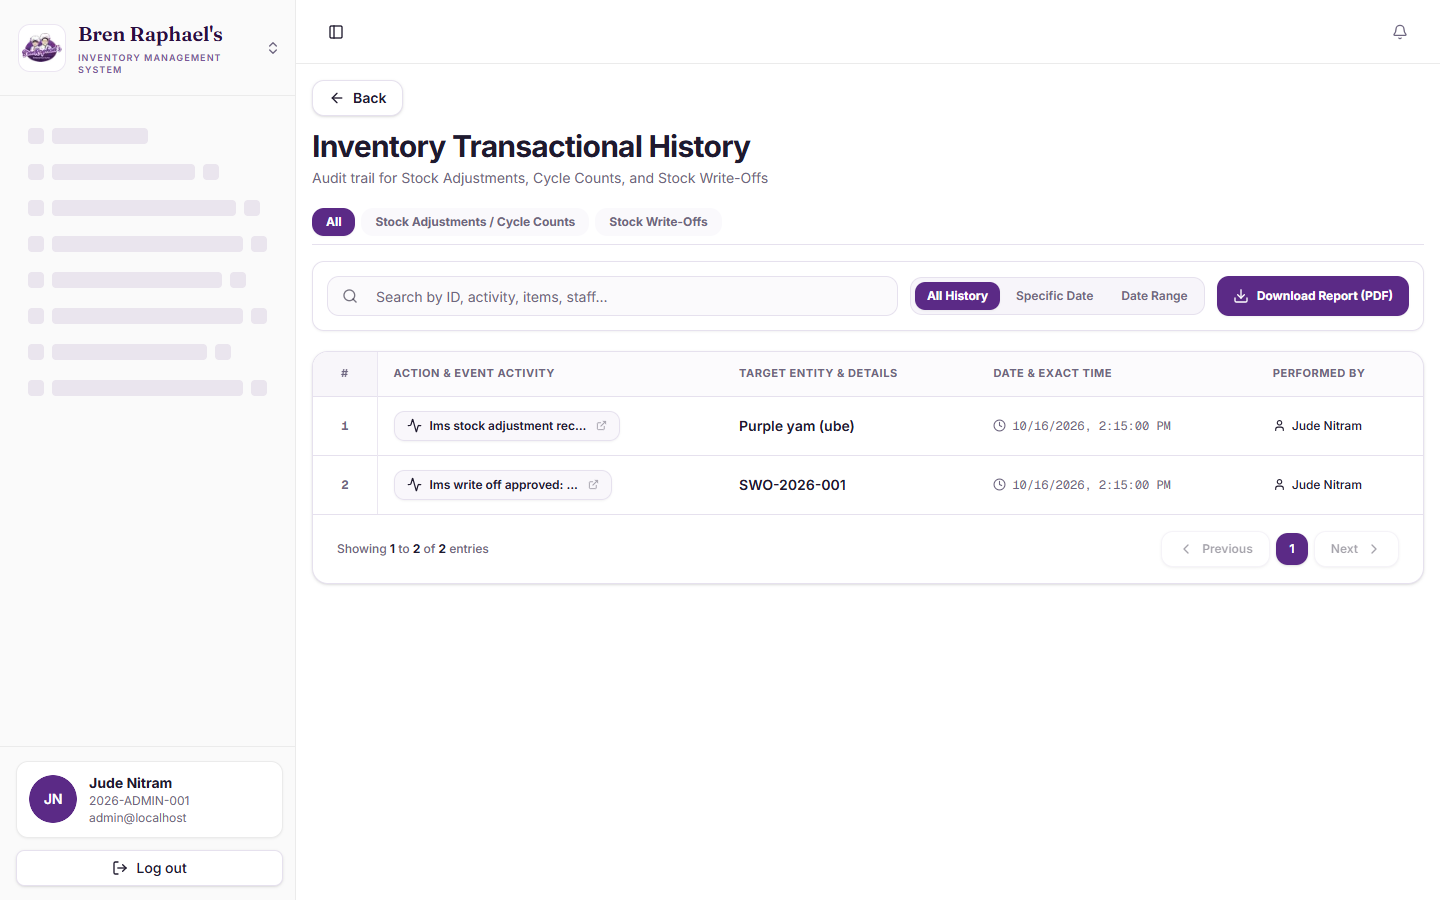 Bren Raphael's
INVENTORY MANAGEMENT
SYSTEM
Back
Inventory Transactional History
Audit trail for Stock Adjustments, Cycle Counts, and Stock Write-Offs
All
Stock Adjustments / Cycle Counts
Stock Write-Offs
Search by ID, activity, items, staff...
All History
Specific Date
Date Range
Download Report (PDF)
# ACTION & EVENT ACTIVITY TARGET ENTITY & DETAILS DATE & EXACT TIME PERFORMED BY
1 Ims stock adjustment rec... Purple yam (ube) 10/16/2026, 2:15:00 PM Jude Nitram
2 Ims write off approved: ... SWO-2026-001 10/16/2026, 2:15:00 PM Jude Nitram
Showing 1 to 2 of 2 entries
Previous 1 Next
JN
Jude Nitram
2026-ADMIN-001
admin@localhost
Log out